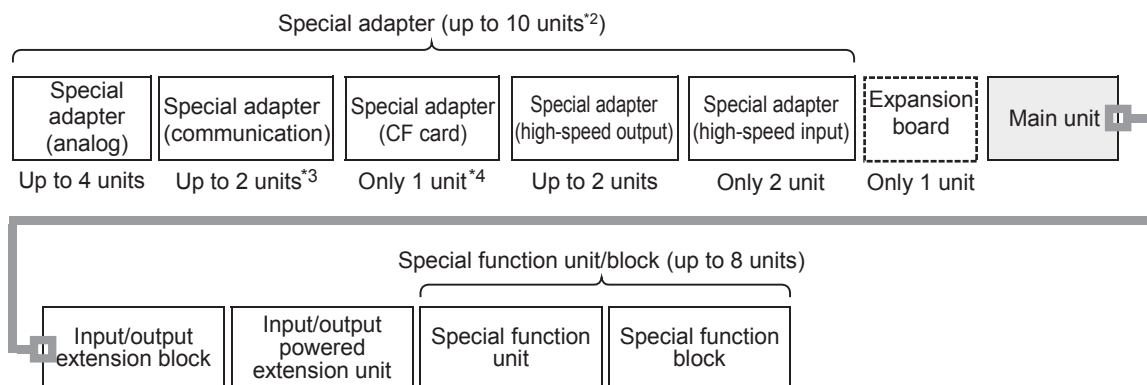 Special adapter (up to 10 units*2)
Special
adapter
(analog)
Special adapter
(communication)
Special adapter
(CF card)
Special adapter
(high-speed output)
Special adapter
(high-speed input)
Expansion
board
Main unit
Up to 4 units
Up to 2 units*3
Only 1 unit*4
Up to 2 units
Only 2 unit
Only 1 unit
Special function unit/block (up to 8 units)
Input/output
extension block
Input/output
powered
extension unit
Special function
unit
Special function
block